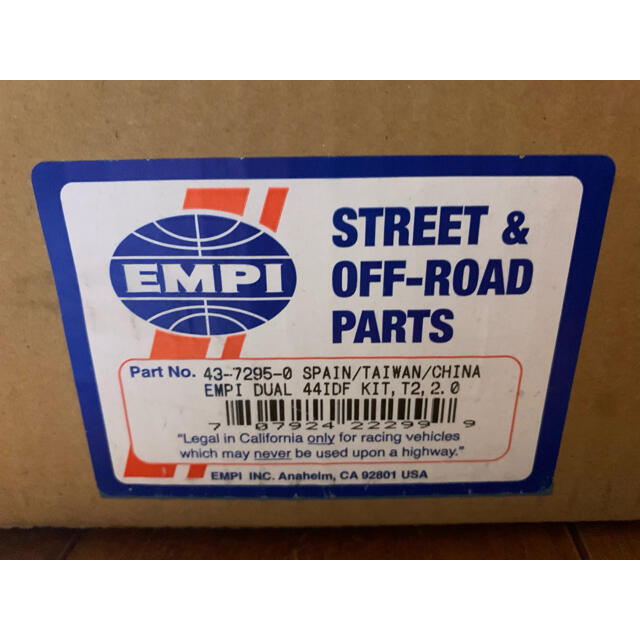 EMPI
STREET &
OFF-ROAD
PARTS
Part No. 43-7295-0 SPAIN/TAIWAN/CHINA
EMPI DUAL 44IDF KIT,T2,2.0
7 07924 22299 9
"Legal in California only for racing vehicles
which may never be used upon a highway."
EMPI INC. Anaheim, CA 92801 USA